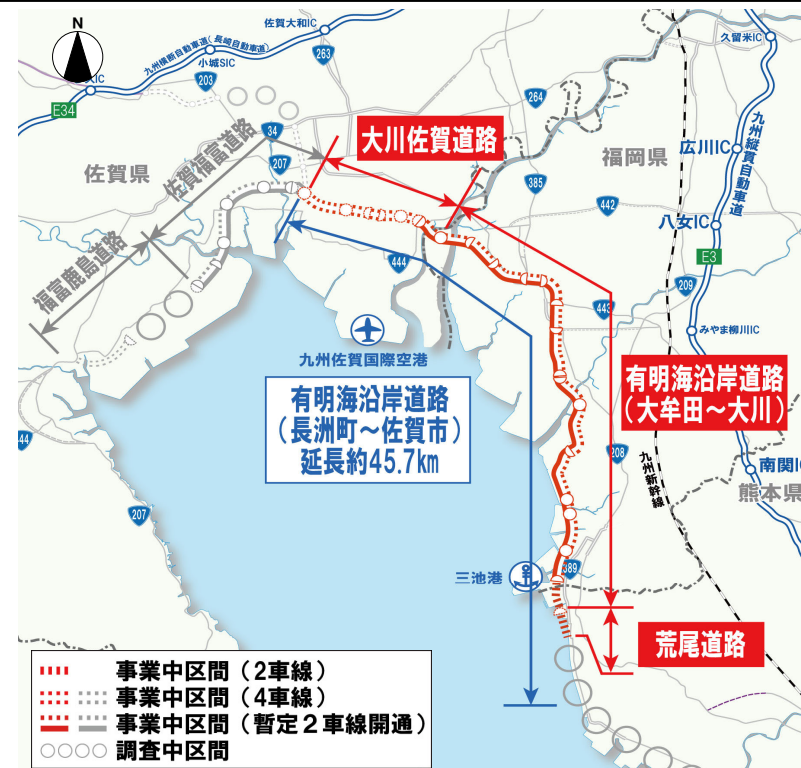 N
佐賀大和IC
九州横断自動車道(長崎自動車道)
小城SIC
263
203
E34
久留米IC
264
34
207
大川佐賀道路
佐賀県
佐賀福富道路
福岡県
広川IC
九州縦貫自動車道
385
442
八女IC
E3
福富鹿島道路
444
209
443
みやま柳川IC
九州佐賀国際空港
有明海沿岸道路
(長洲町~佐賀市)
延長約45.7km
有明海沿岸道路
(大牟田~大川)
208
九州新幹線
南関IC
熊本県
44
207
三池港
389
荒尾道路
事業中区間(2車線)
事業中区間(4車線)
事業中区間(暫定2車線開通)
調査中区間